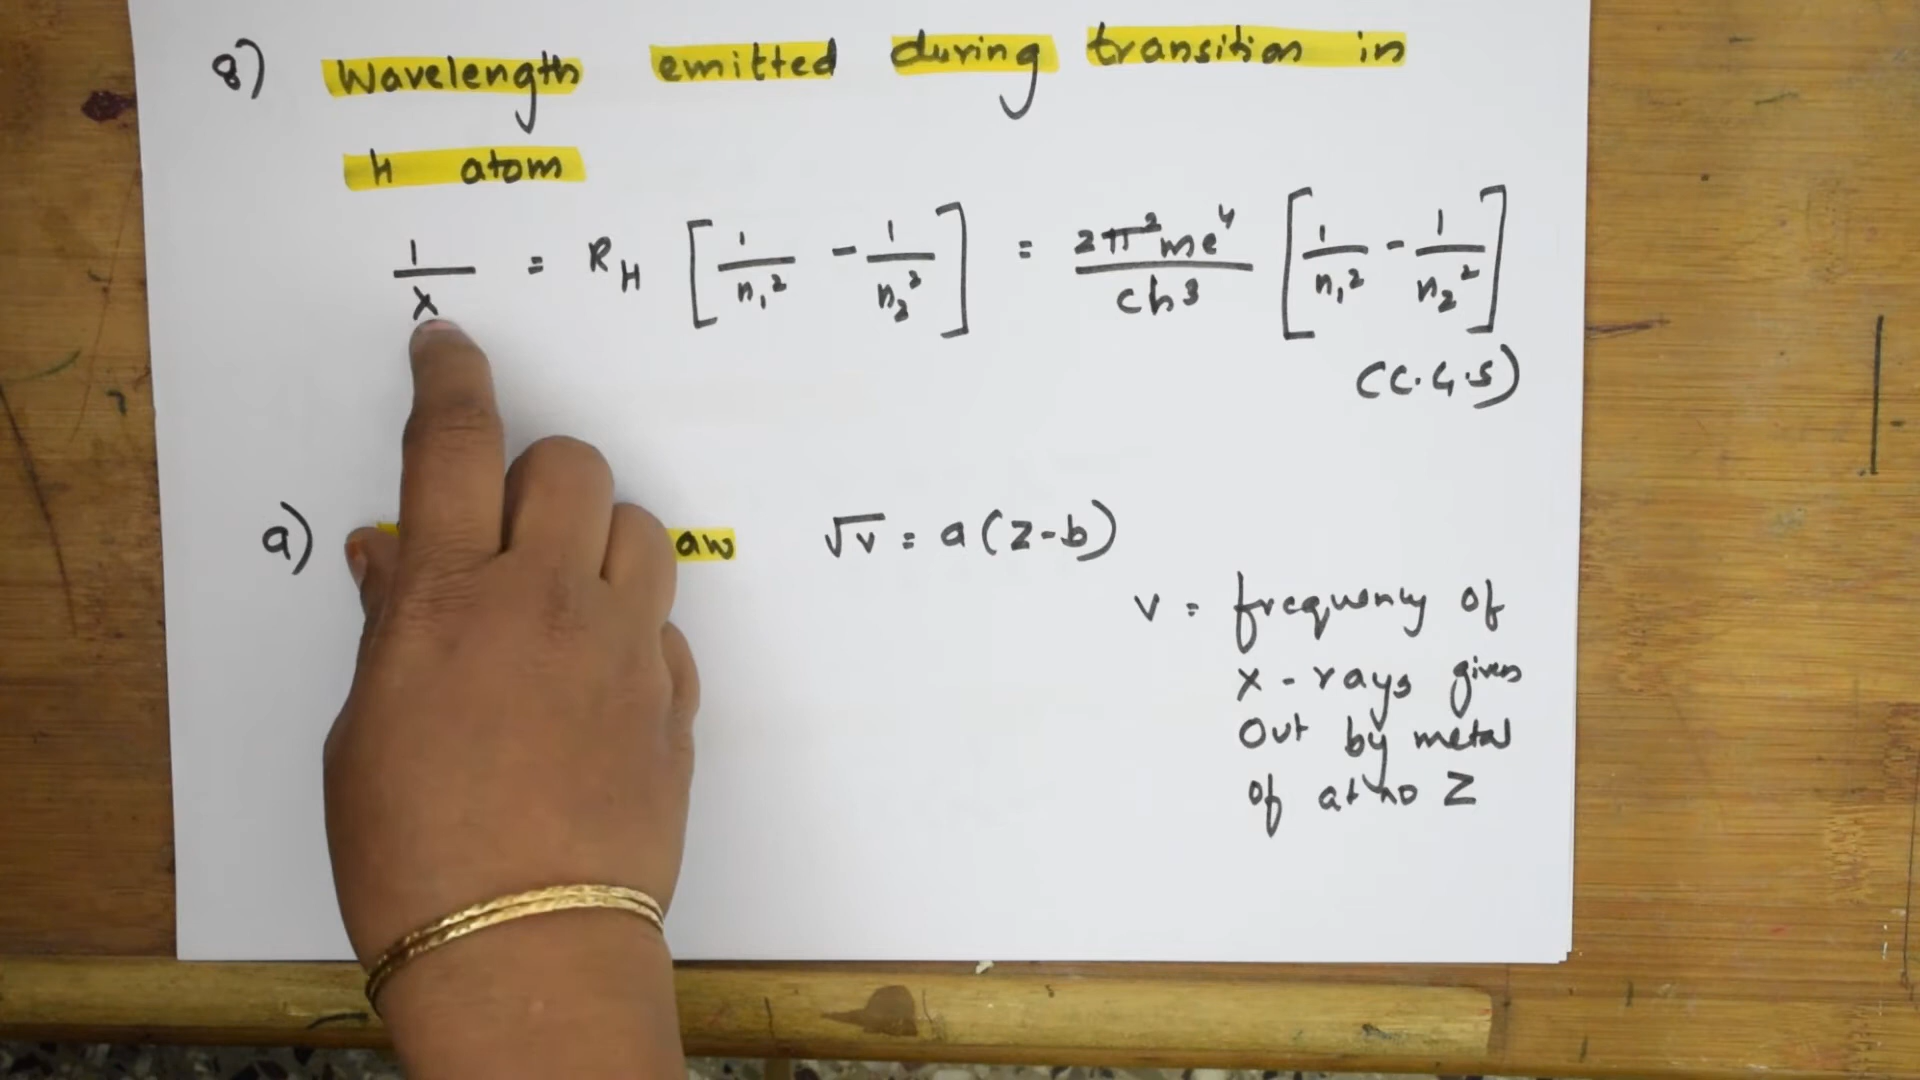 8) Wavelength emitted during transition in
H atom
1/λ = R_H [1/n₁² - 1/n₂²] = 2π²me⁴/ch³ [1/n₁² - 1/n₂²]
(C.G.S)
9) √ν = a(Z-b)
ν = frequency of
X-rays given
Out by metal
of at no Z